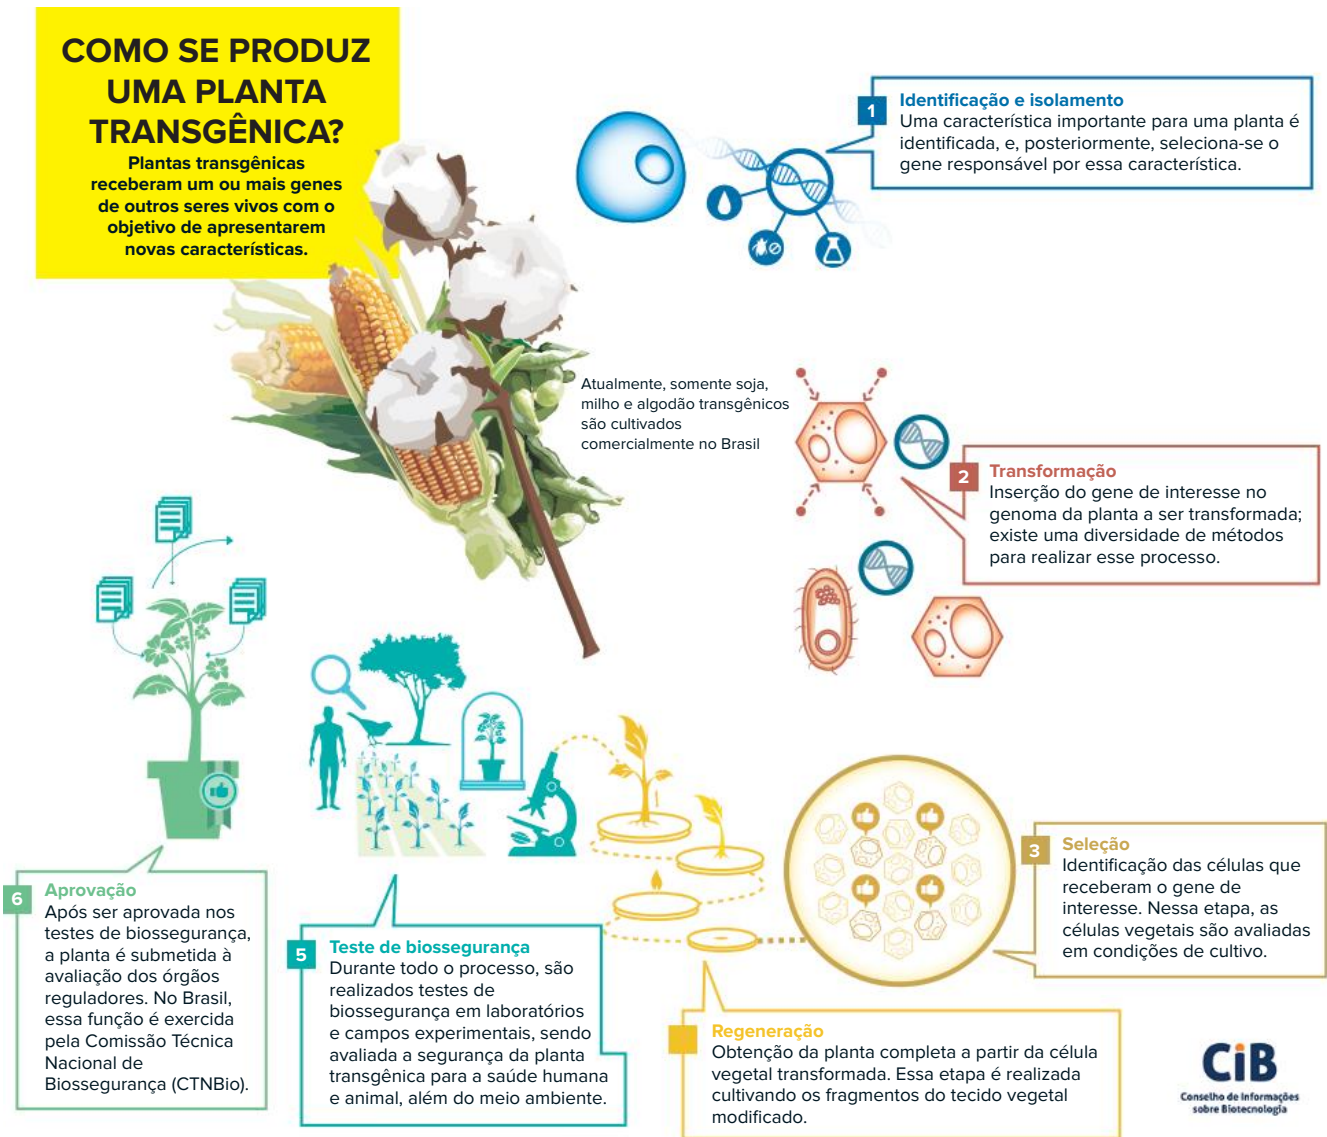 COMO SE PRODUZ
UMA PLANTA
TRANSGÊNICA?
Plantas transgênicas
receberam um ou mais genes
de outros seres vivos com o
objetivo de apresentarem
novas características.
1
Identificação e isolamento
Uma característica importante para uma planta é
identificada, e, posteriormente, seleciona-se o
gene responsável por essa característica.
Atualmente, somente soja,
milho e algodão transgênicos
são cultivados
comercialmente no Brasil
2
Transformação
Inserção do gene de interesse no
genoma da planta a ser transformada;
existe uma diversidade de métodos
para realizar esse processo.
3
Seleção
Identificação das células que
receberam o gene de
interesse. Nessa etapa, as
células vegetais são avaliadas
em condições de cultivo.
Regeneração
Obtenção da planta completa a partir da célula
vegetal transformada. Essa etapa é realizada
cultivando os fragmentos do tecido vegetal
modificado.
5
Teste de biossegurança
Durante todo o processo, são
realizados testes de
biossegurança em laboratórios
e campos experimentais, sendo
avaliada a segurança da planta
transgênica para a saúde humana
e animal, além do meio ambiente.
6
Aprovação
Após ser aprovada nos
testes de biossegurança,
a planta é submetida à
avaliação dos órgãos
reguladores. No Brasil,
essa função é exercida
pela Comissão Técnica
Nacional de
Biossegurança (CTNBio).
CiB
Conselho de Informações
sobre Biotecnologia